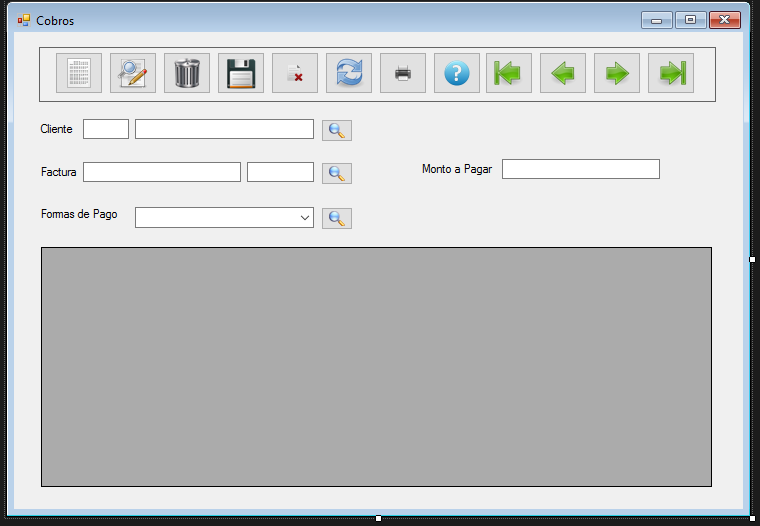 Cobros
?
Cliente
Factura
Monto a Pagar
Formas de Pago